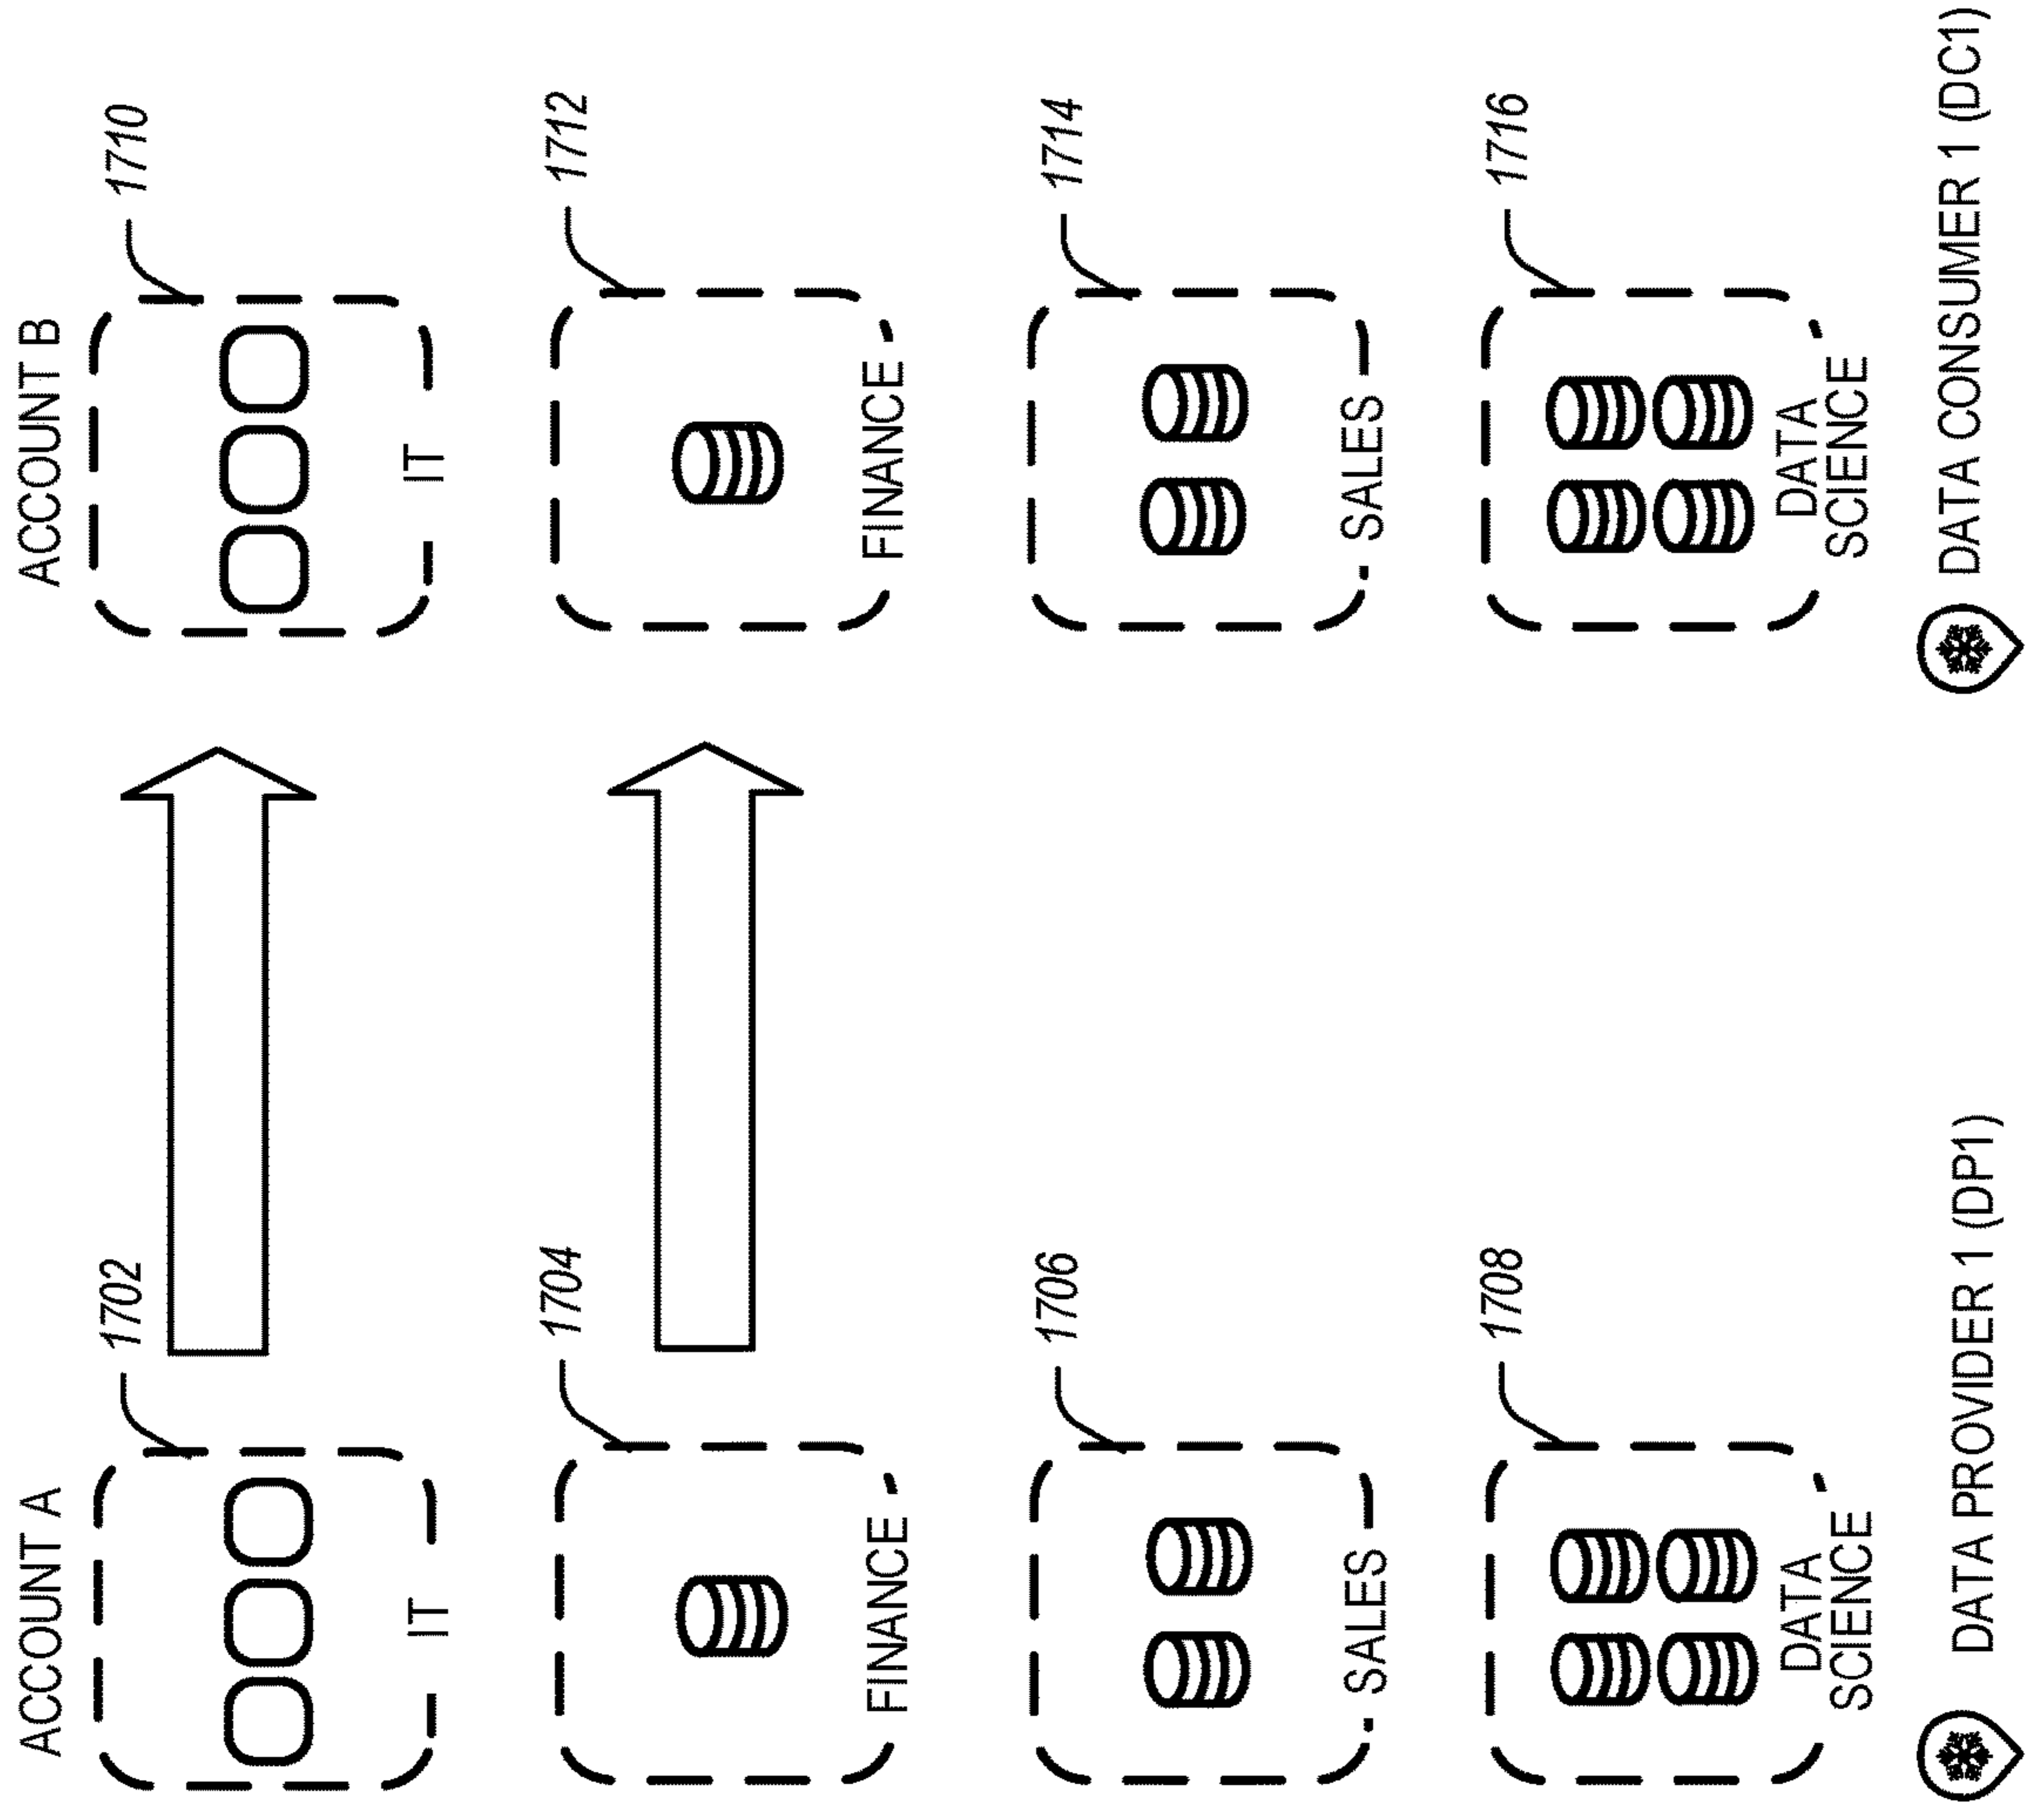 ACCOUNT A
ACCOUNT B
1702
1710
IT
IT
1704
1712
FINANCE
FINANCE
1706
1714
SALES
SALES
1708
1716
DATA
SCIENCE
DATA
SCIENCE
DATA PROVIDER 1 (DP1)
DATA CONSUMER 1 (DC1)